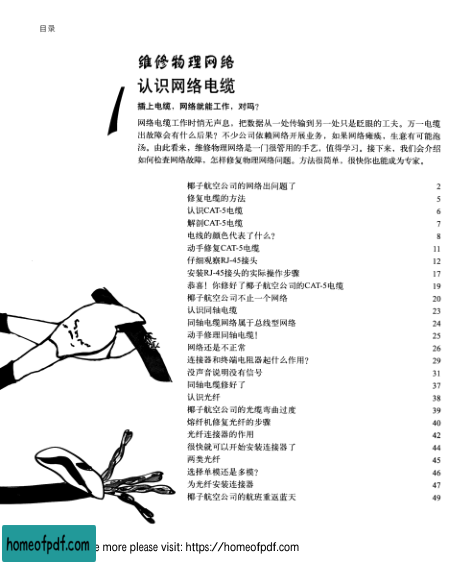 目录
维修物理网络
1 认识网络电缆
插上电缆，网络就能工作，对吗？
网络电缆工作时悄无声息，把数据从一处传输到另一处只是眨眼的工夫。万一电缆
出故障会有什么后果？不少公司依赖网络开展业务，如果网络瘫痪，生意有可能泡
汤。由此看来，维修物理网络是一门很管用的手艺，值得学习。接下来，我们会介绍
如何检查网络故障，怎样修复物理网络问题。方法很简单，很快你也能成为专家。
椰子航空公司的网络出问题了 2
修复电缆的方法 5
认识CAT-5电缆 6
解剖CAT-5电缆 7
电线的颜色代表了什么？ 8
动手修复CAT-5电缆 11
仔细观察RJ-45接头 12
安装RJ-45接头的实际操作步骤 17
恭喜！你修好了椰子航空公司的CAT-5电缆 19
椰子航空公司不止一个网络 20
认识同轴电缆 23
同轴电缆网络属于总线型网络 24
动手修理同轴电缆！ 25
网络还是不正常 26
连接器和终端电阻器起什么作用？ 29
没声音说明没有信号 31
同轴电缆修好了 37
认识光纤 38
椰子航空公司的光缆弯曲过度 39
熔纤机修复光纤的步骤 40
光纤连接器的作用 42
很快就可以开始安装连接器了 44
两类光纤 45
选择单模还是多模？ 46
为光纤安装连接器 47
椰子航空公司的航班重返蓝天 49
homeofpdf.com
e more please visit: https://homeofpdf.com